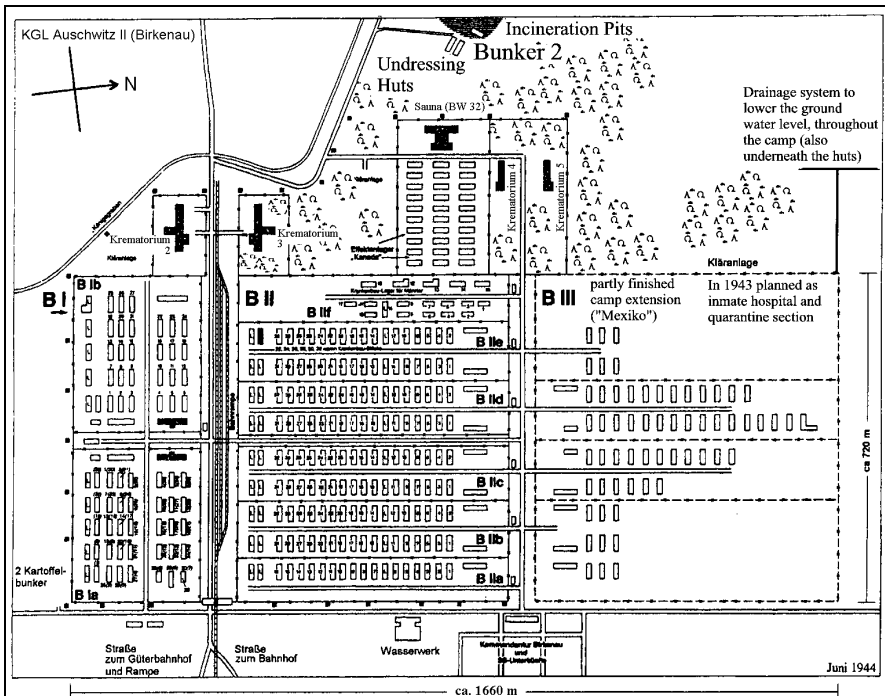 KGL Auschwitz II (Birkenau)
N
Incineration Pits
Bunker 2
Undressing
Huts
Sauna (BW 32)
Drainage system to
lower the ground
water level, throughout
the camp (also
underneath the huts)
Krematorium 4
Krematorium 5
Kläranlage
Krematorium
2
Krematorium
3
Kläranlage
Effektenlager
"Kanada"
Kläranlage
B I
B Ib
B II
B IIf
B III
partly finished
camp extension
("Mexiko")
In 1943 planned as
inmate hospital and
quarantine section
B IIe
B IId
ca 720 m
B IIc
B IIb
B IIa
2 Kartoffel-
bunker
B Ia
Straße
zum Güterbahnhof
und Rampe
Straße
zum Bahnhof
Wasserwerk
Kommandantur Birkenau
und
SS-Unterkünfte
Juni 1944
ca. 1660 m